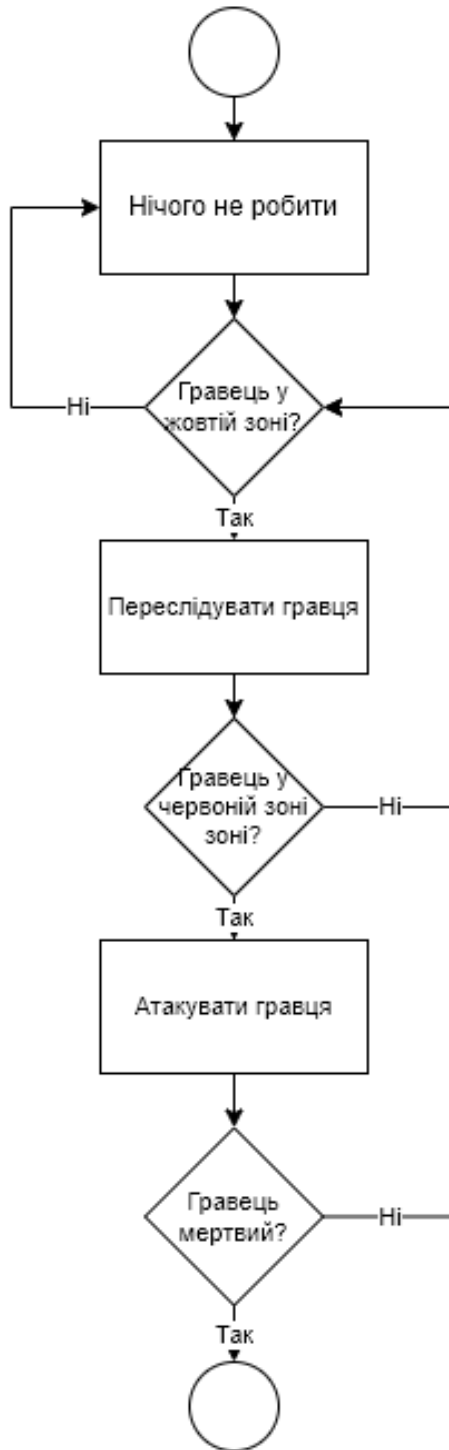 Нічого не робити
Гравець у
жовтій зоні?
Ні
Так
Переслідувати гравця
Гравець у
червоній зоні
зоні?
Ні
Так
Атакувати гравця
Гравець
мертвий?
Ні
Так